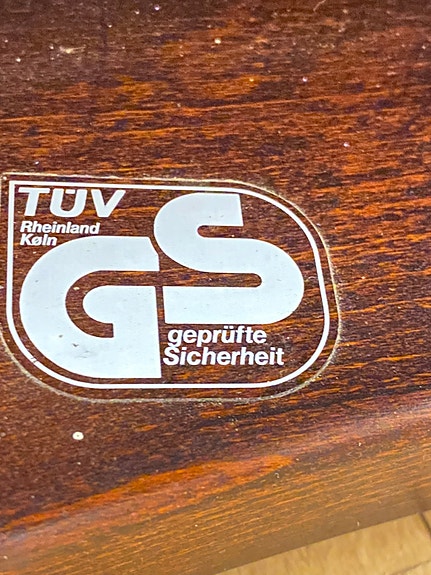 TÜV
Rheinland
Køln
GS
geprüfte
Sicherheit